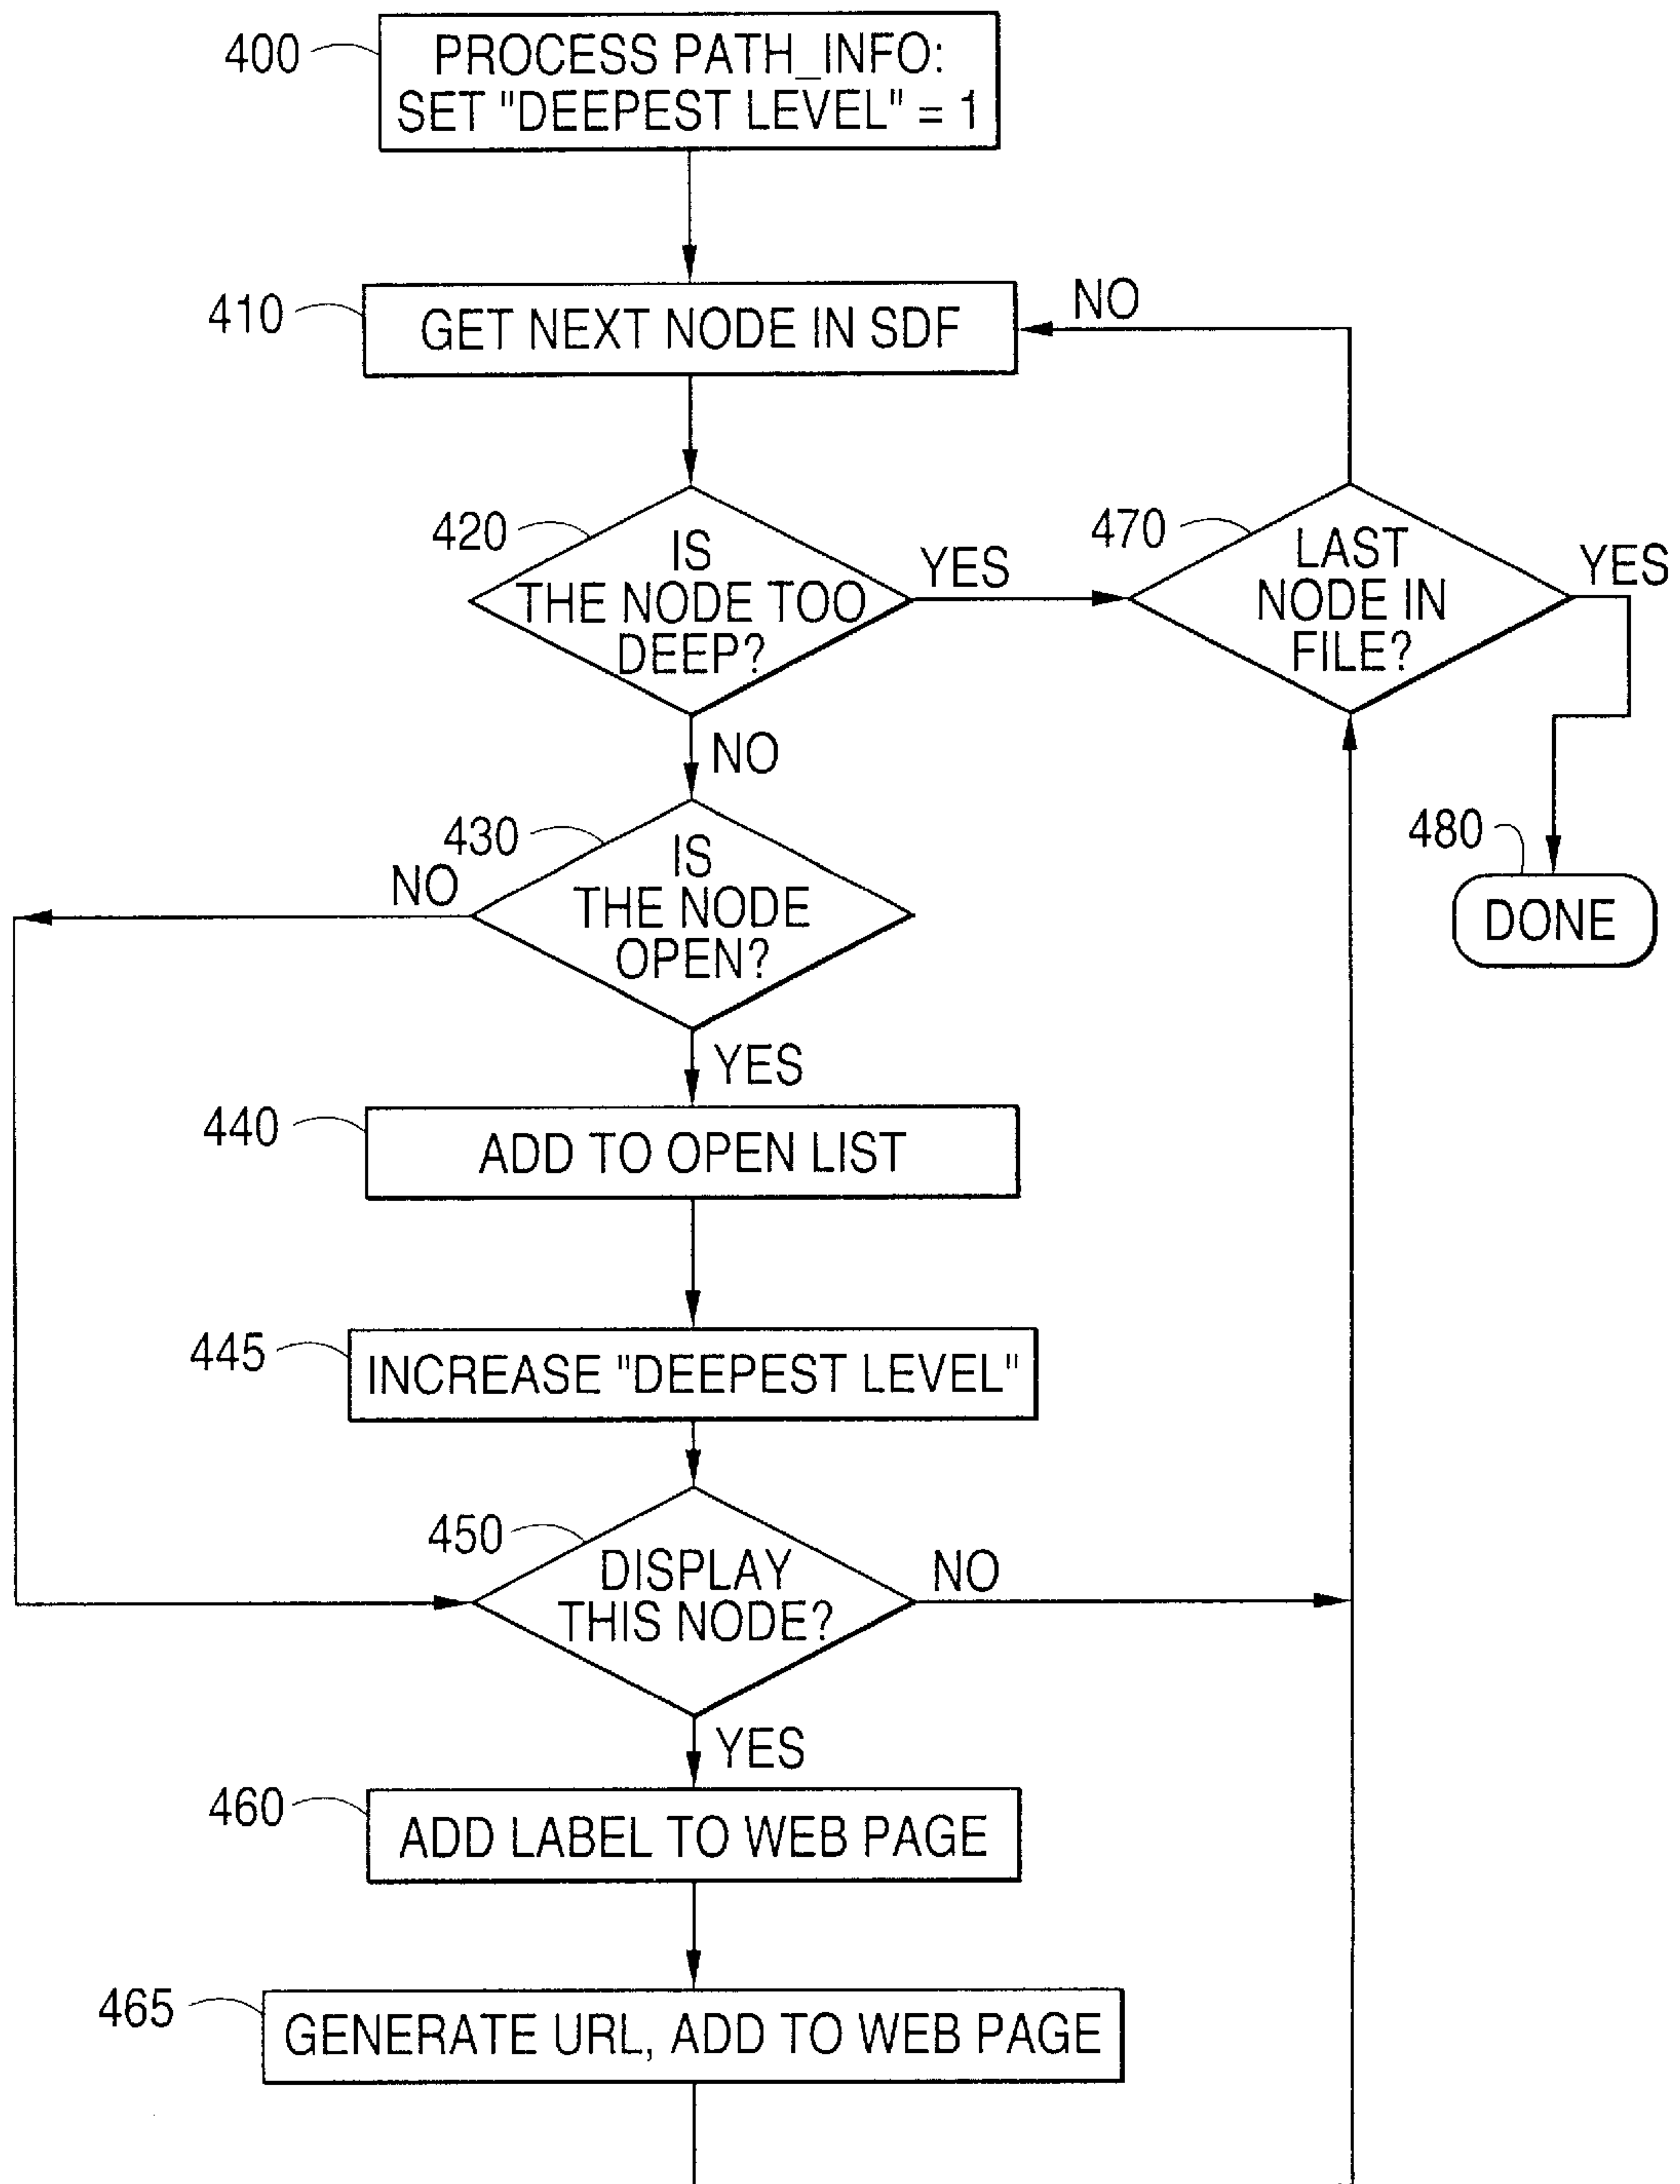 400
PROCESS PATH_INFO:
SET "DEEPEST LEVEL" = 1
410
GET NEXT NODE IN SDF
NO
420
IS
THE NODE TOO
DEEP?
YES
470
LAST
NODE IN
FILE?
YES
NO
430
IS
THE NODE
OPEN?
NO
480
DONE
YES
440
ADD TO OPEN LIST
445
INCREASE "DEEPEST LEVEL"
450
DISPLAY
THIS NODE?
NO
YES
460
ADD LABEL TO WEB PAGE
465
GENERATE URL, ADD TO WEB PAGE